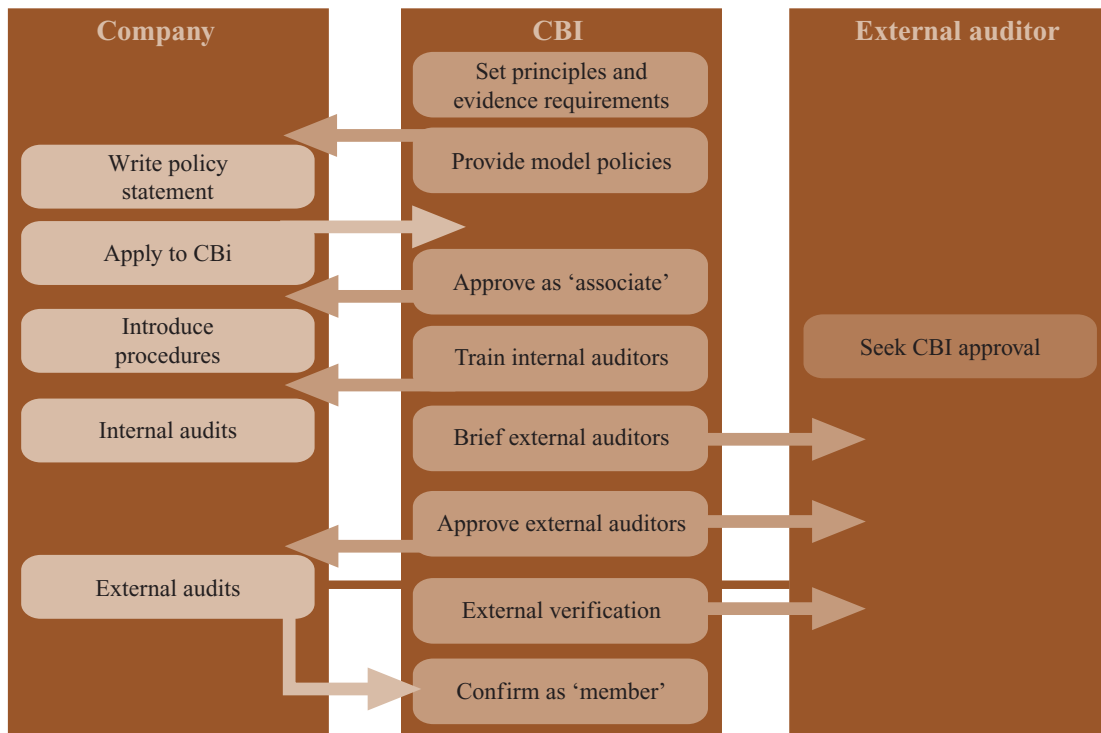 Company
CBI
External auditor
Set principles and
evidence requirements
Provide model policies
Write policy
statement
Apply to CBi
Approve as ‘associate’
Introduce
procedures
Train internal auditors
Seek CBI approval
Internal audits
Brief external auditors
Approve external auditors
External audits
External verification
Confirm as ‘member’